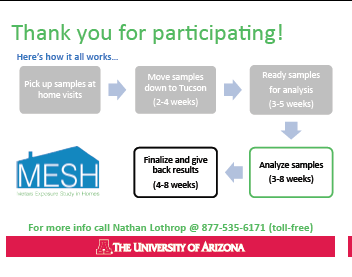 Thank you for participating!
Here's how it all works...
Pick up samples at
home visits
Move samples
down to Tucson
(2-4 weeks)
Ready samples
for analysis
(3-5 weeks)
Analyze samples
(3-8 weeks)
Finalize and give
back results
(4-8 weeks)
MESH
Metals Exposure Study in Homes
For more info call Nathan Lothrop @ 877-535-6171 (toll-free)
A THE UNIVERSITY OF ARIZONA